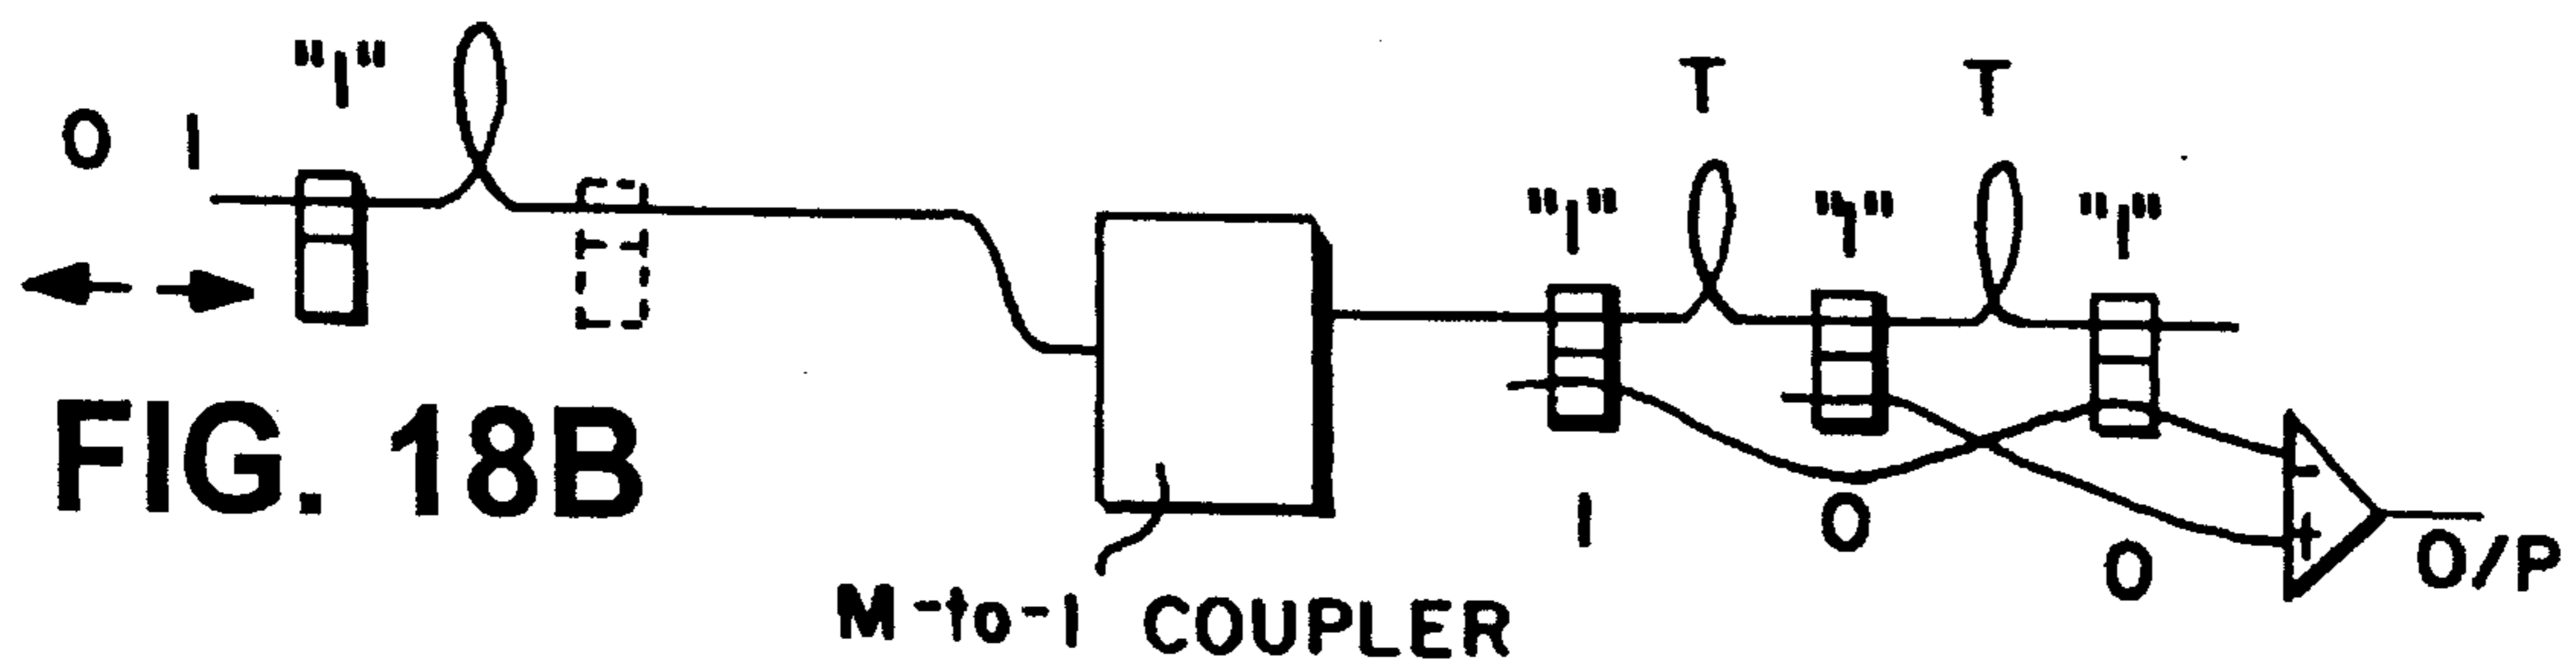 "1"
0 1
T T
"1" "1" "1"
-
+
1 0 0
O/P
FIG. 18B
M-to-1 COUPLER